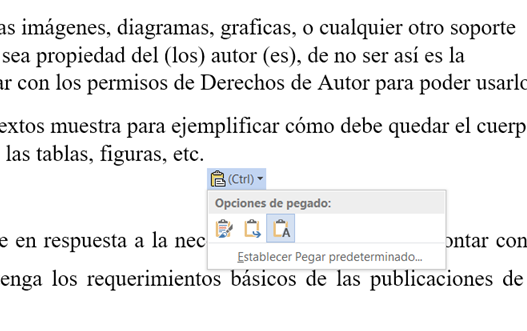 as imágenes, diagramas, graficas, o cualquier otro soporte
sea propiedad del (los) autor (es), de no ser así es la
ar con los permisos de Derechos de Autor para poder usarlo
extos muestra para ejemplificar cómo debe quedar el cuerp
las tablas, figuras, etc.
(Ctrl)
Opciones de pegado:
A
e en respuesta a la nec ontar con
Establecer Pegar predeterminado...
enga los requerimientos básicos de las publicaciones de